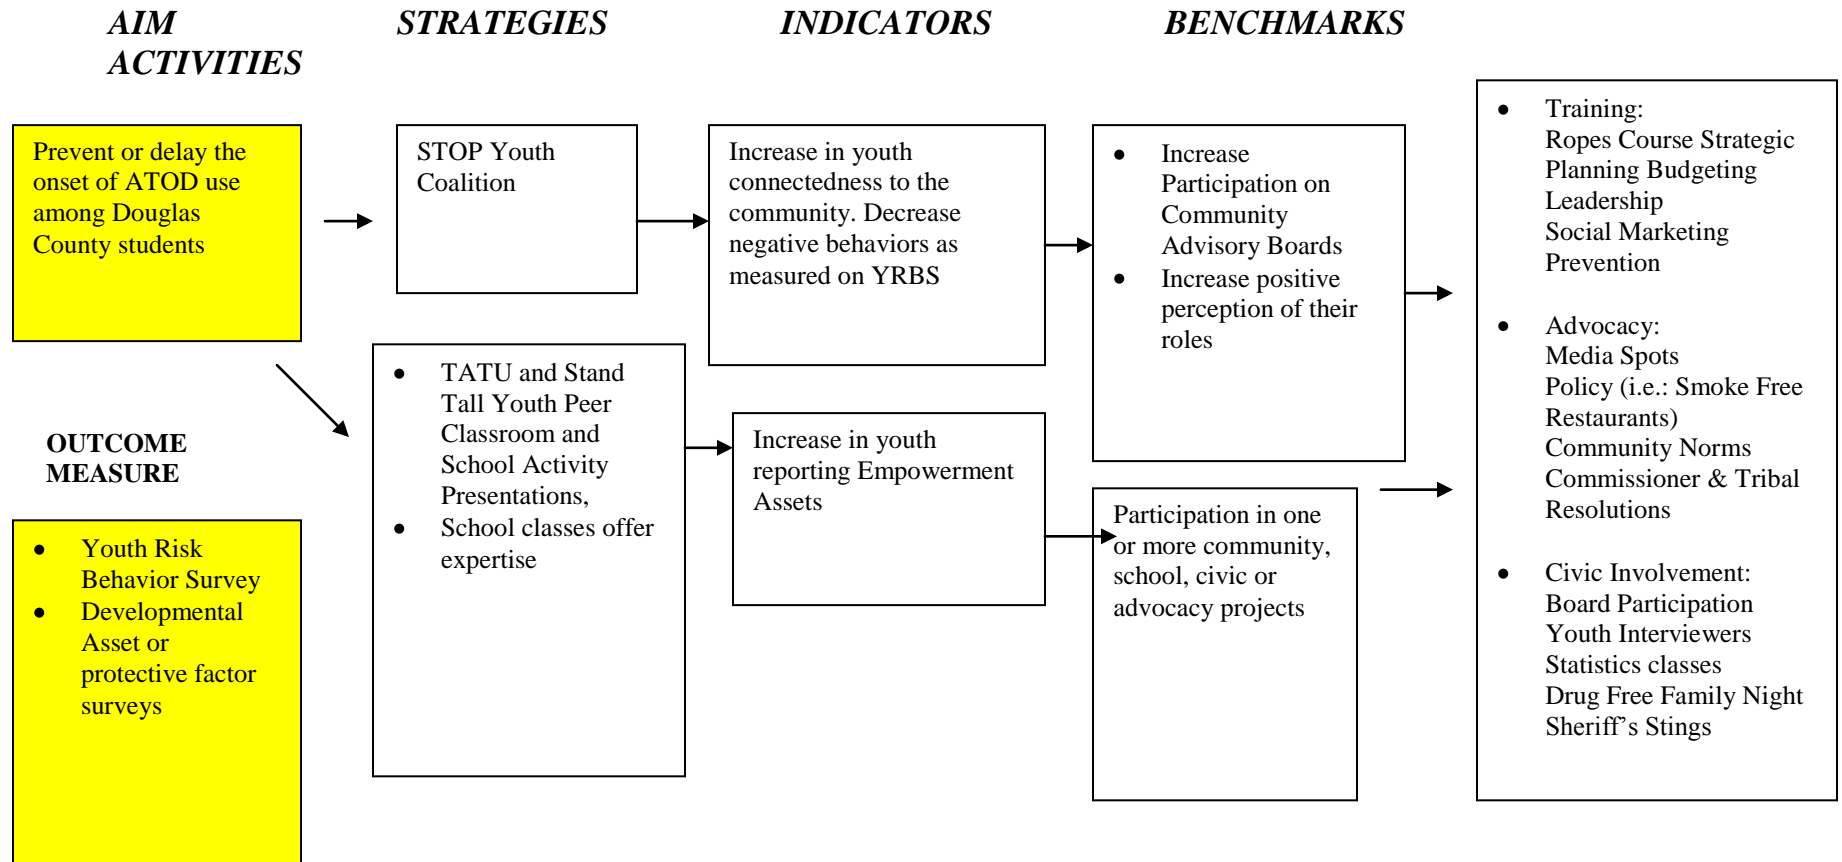 AIM
ACTIVITIES
STRATEGIES
INDICATORS
BENCHMARKS
Prevent or delay the
onset of ATOD use
among Douglas
County students
OUTCOME
MEASURE
• Youth Risk
Behavior Survey
• Developmental
Asset or
protective factor
surveys
STOP Youth
Coalition
• TATU and Stand
Tall Youth Peer
Classroom and
School Activity
Presentations,
• School classes offer
expertise
Increase in youth
connectedness to the
community. Decrease
negative behaviors as
measured on YRBS
Increase in youth
reporting Empowerment
Assets
• Increase
Participation on
Community
Advisory Boards
• Increase positive
perception of their
roles
Participation in one
or more community,
school, civic or
advocacy projects
• Training:
Ropes Course Strategic
Planning Budgeting
Leadership
Social Marketing
Prevention
• Advocacy:
Media Spots
Policy (i.e.: Smoke Free
Restaurants)
Community Norms
Commissioner & Tribal
Resolutions
• Civic Involvement:
Board Participation
Youth Interviewers
Statistics classes
Drug Free Family Night
Sheriff’s Stings